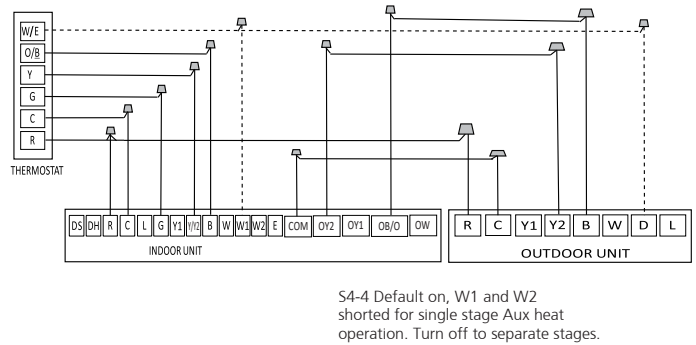 W/E
O/B
Y
G
C
R
THERMOSTAT
DS DH R C L G Y1 Y/Y2 B W W1 W2 E COM OY2 OY1 OB/O OW
INDOOR UNIT
R C Y1 Y2 B W D L
OUTDOOR UNIT
S4-4 Default on, W1 and W2
shorted for single stage Aux heat
operation. Turn off to separate stages.